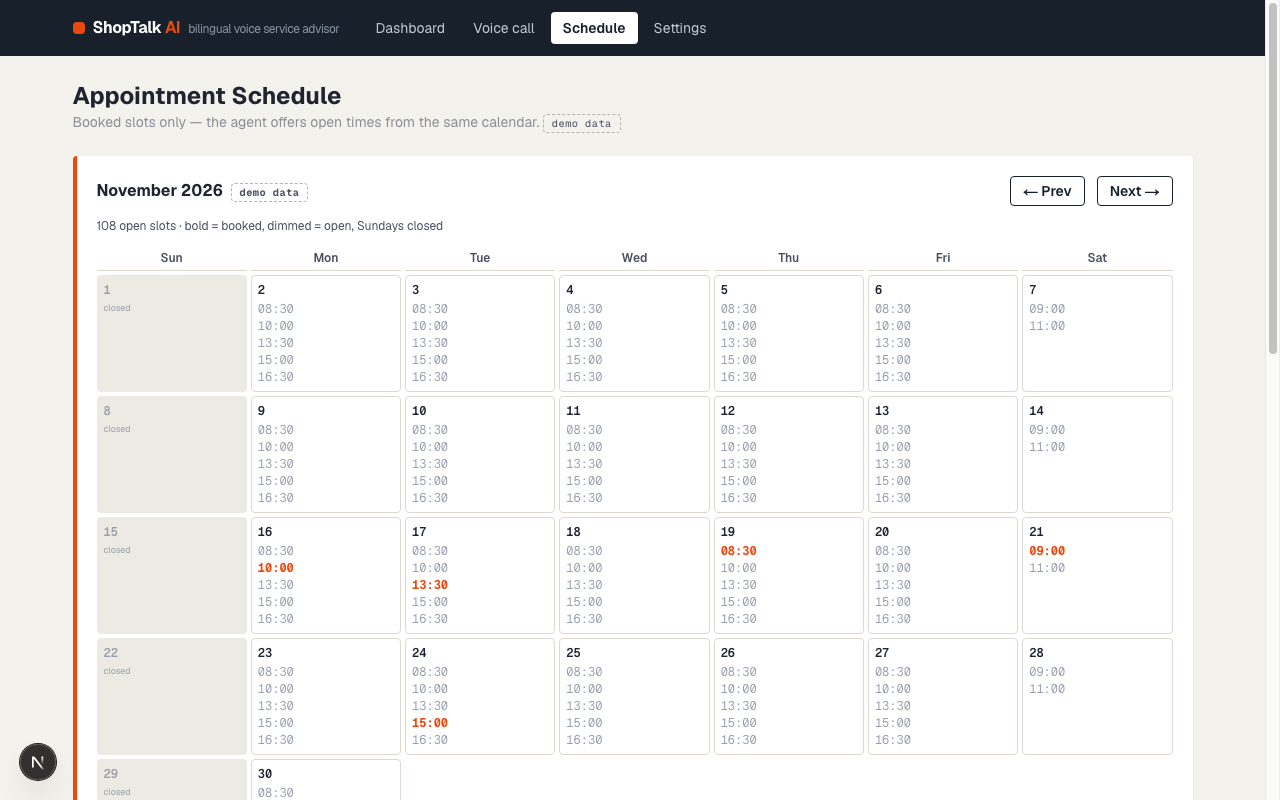 ShopTalk AI bilingual voice service advisor Dashboard Voice call Schedule Settings
Appointment Schedule
Booked slots only — the agent offers open times from the same calendar. demo data
November 2026 demo data ← Prev Next →
108 open slots · bold = booked, dimmed = open, Sundays closed
Sun Mon Tue Wed Thu Fri Sat
1 2 3 4 5 6 7
closed 08:30 08:30 08:30 08:30 08:30 09:00
10:00 10:00 10:00 10:00 10:00 11:00
13:30 13:30 13:30 13:30 13:30
15:00 15:00 15:00 15:00 15:00
16:30 16:30 16:30 16:30 16:30
8 9 10 11 12 13 14
closed 08:30 08:30 08:30 08:30 08:30 09:00
10:00 10:00 10:00 10:00 10:00 11:00
13:30 13:30 13:30 13:30 13:30
15:00 15:00 15:00 15:00 15:00
16:30 16:30 16:30 16:30 16:30
15 16 17 18 19 20 21
closed 08:30 08:30 08:30 08:30 08:30 09:00
10:00 10:00 10:00 10:00 10:00 11:00
13:30 13:30 13:30 13:30 13:30
15:00 15:00 15:00 15:00 15:00
16:30 16:30 16:30 16:30 16:30
22 23 24 25 26 27 28
closed 08:30 08:30 08:30 08:30 08:30 09:00
10:00 10:00 10:00 10:00 10:00 11:00
13:30 13:30 13:30 13:30 13:30
15:00 15:00 15:00 15:00 15:00
16:30 16:30 16:30 16:30 16:30
29 30
closed 08:30
N